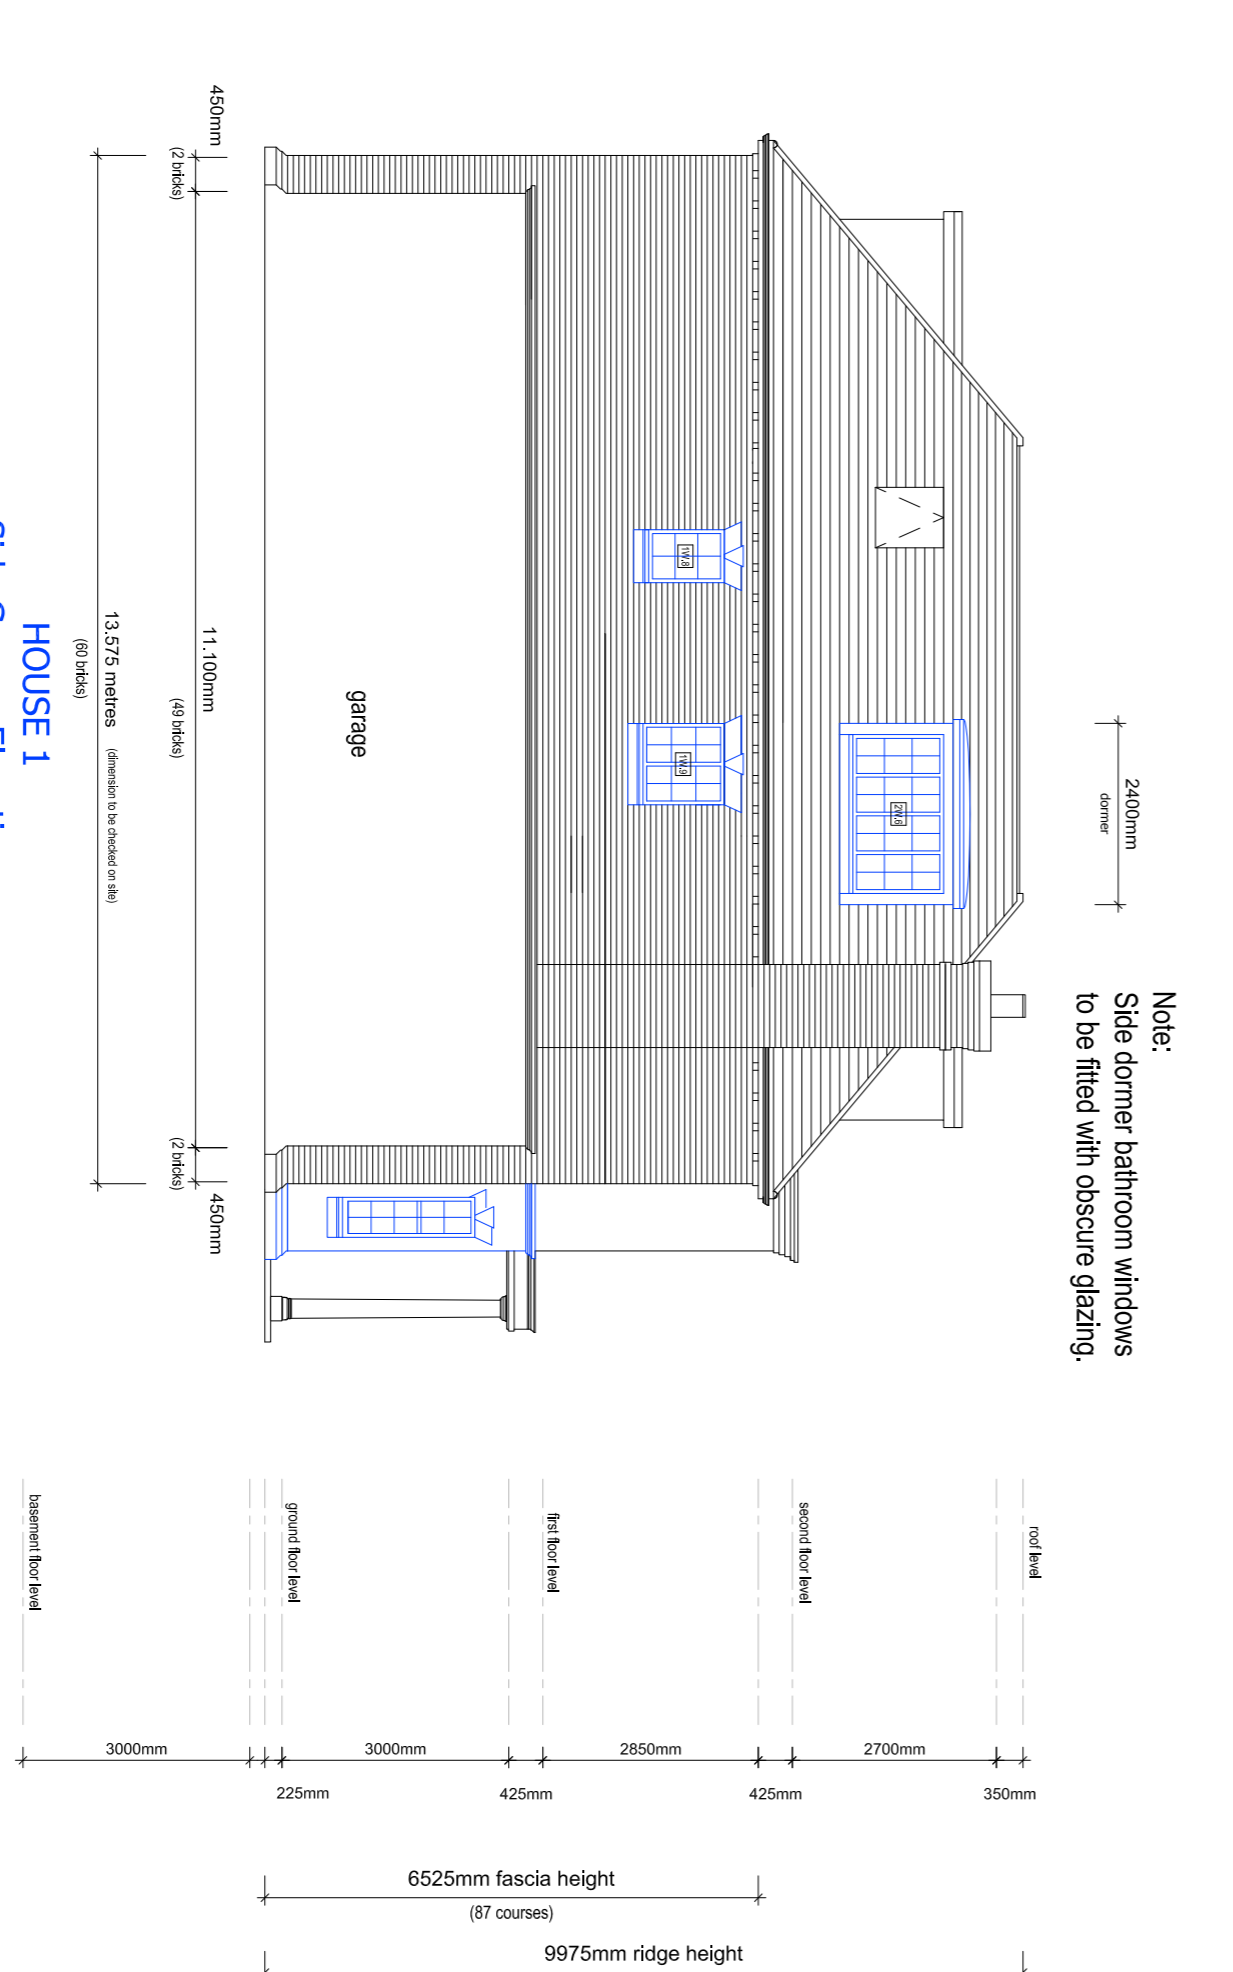 Note:
Side dormer bathroom windows
to be fitted with obscure glazing.
2400mm
dormer
2W.6
1W.8
1W.9
garage
450mm
(2 bricks)
11.100mm
(49 bricks)
(2 bricks)
450mm
13.575 metres (dimension to be checked on site)
(60 bricks)
HOUSE 1
roof level
second floor level
first floor level
ground floor level
basement floor level
3000mm
3000mm
2850mm
2700mm
225mm
425mm
425mm
350mm
6525mm fascia height
(87 courses)
9975mm ridge height